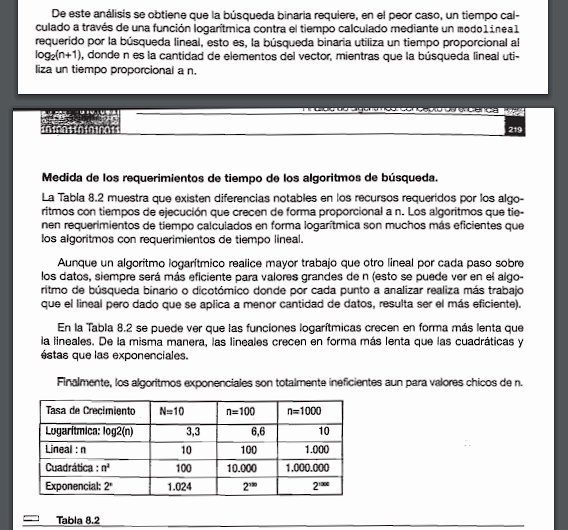 De este análisis se obtiene que la búsqueda binaria requiere, en el peor caso, un tiempo cal-
culado a través de una función logarítmica contra el tiempo calculado mediante un modolineal
requerido por la búsqueda lineal, esto es, la búsqueda binaria utiliza un tiempo proporcional al
log₂(n+1), donde n es la cantidad de elementos del vector, mientras que la búsqueda lineal uti-
liza un tiempo proporcional a n.
219
Medida de los requerimientos de tiempo de los algoritmos de búsqueda.
La Tabla 8.2 muestra que existen diferencias notables en los recursos requeridos por los algo-
ritmos con tiempos de ejecución que crecen de forma proporcional a n. Los algoritmos que tie-
nen requerimientos de tiempo calculados en forma logarítmica son muchos más eficientes que
los algoritmos con requerimientos de tiempo lineal.
Aunque un algoritmo logarítmico realice mayor trabajo que otro lineal por cada paso sobre
los datos, siempre será más eficiente para valores grandes de n (esto se puede ver en el algo-
ritmo de búsqueda binario o dicotómico donde por cada punto a analizar realiza más trabajo
que el lineal pero dado que se aplica a menor cantidad de datos, resulta ser el más eficiente).
En la Tabla 8.2 se puede ver que las funciones logarítmicas crecen en forma más lenta que
la lineales. De la misma manera, las lineales crecen en forma más lenta que las cuadráticas y
éstas que las exponenciales.
Finalmente, los algoritmos exponenciales son totalmente ineficientes aun para valores chicos de n.
Tasa de Crecimiento N=10 n=100 n=1000
Logarítmica: log2(n) 3,3 6,6 10
Lineal : n 10 100 1.000
Cuadrática : n² 100 10.000 1.000.000
Exponencial: 2ⁿ 1.024 2¹⁰⁰ 2¹⁰⁰⁰
Tabla 8.2